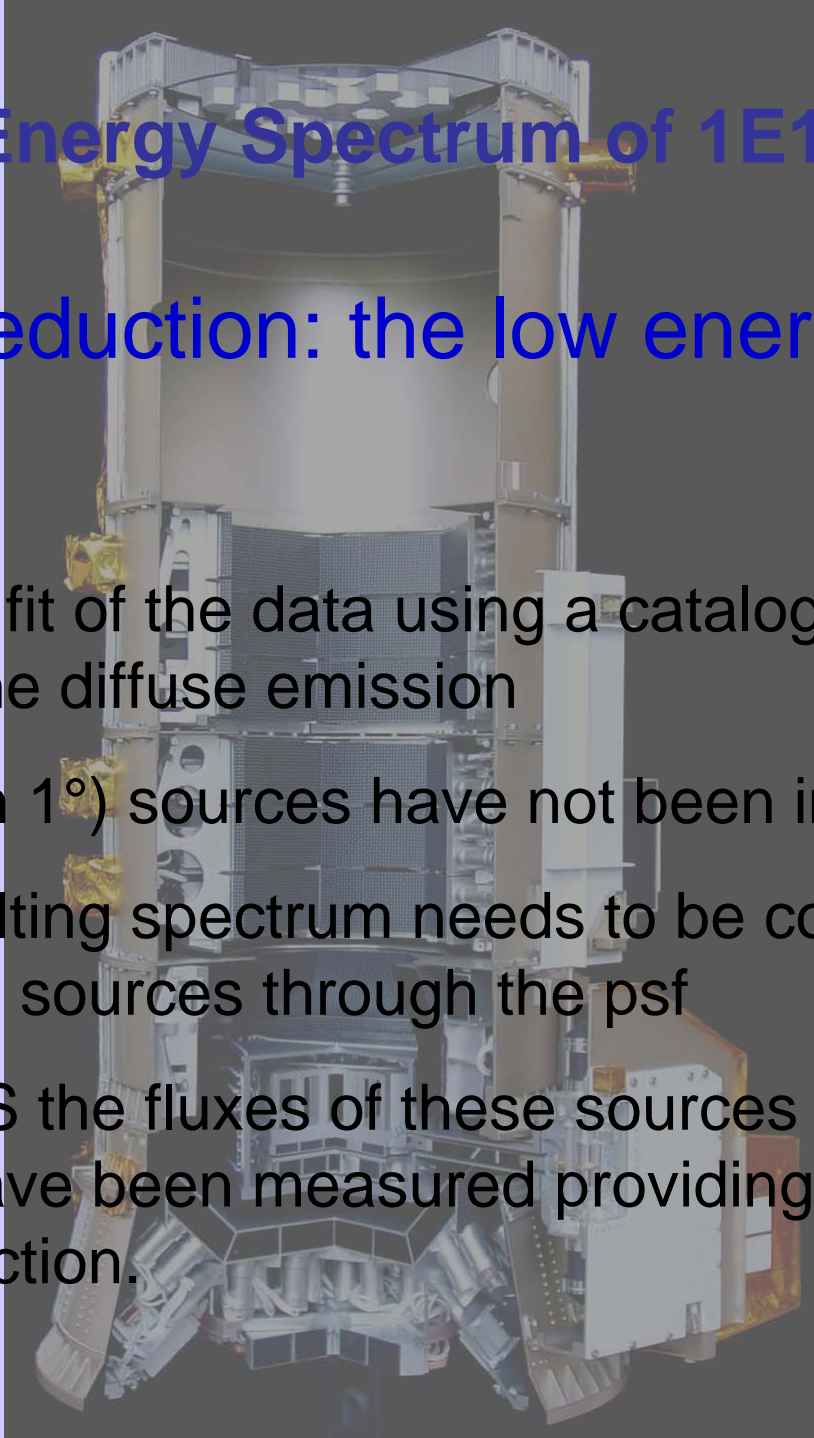 Energy Spectrum of 1E1
eduction: the low ener
fit of the data using a catalog
e diffuse emission
1°) sources have not been i
lting spectrum needs to be co
sources through the psf
S the fluxes of these sources
ave been measured providing
ction.